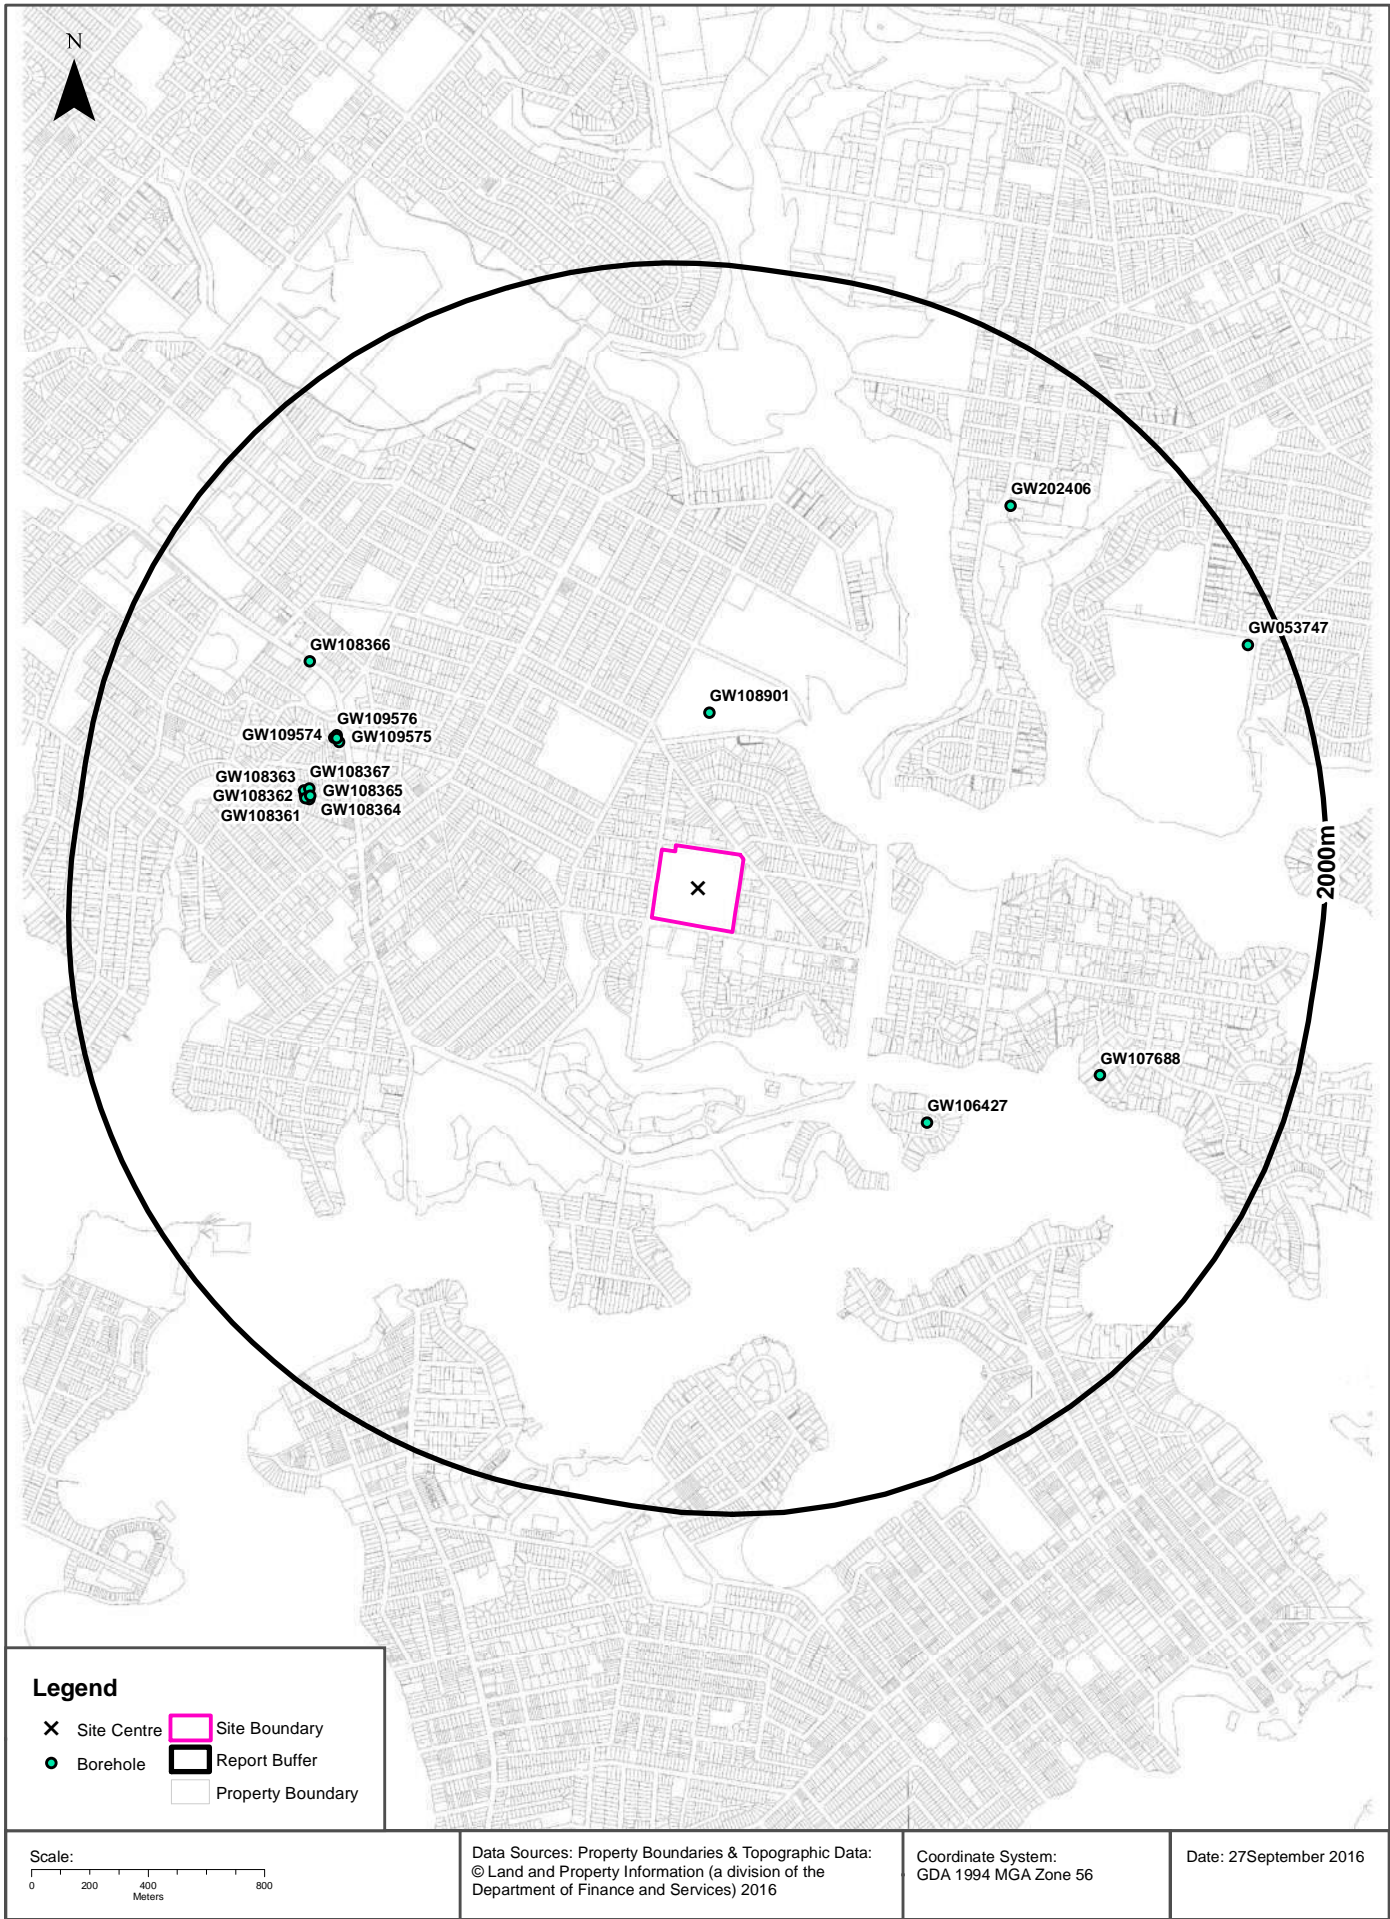 N
GW202406
GW053747
GW108366
GW108901
GW109576
GW109574
GW109575
GW108363
GW108367
GW108362
GW108365
GW108361
GW108364
2000m
GW107688
GW106427
Legend
Site Centre
Site Boundary
Borehole
Report Buffer
Property Boundary
Scale:
0 200 400 800
Meters
Data Sources: Property Boundaries & Topographic Data:
© Land and Property Information (a division of the
Department of Finance and Services) 2016
Coordinate System:
GDA 1994 MGA Zone 56
Date: 27September 2016